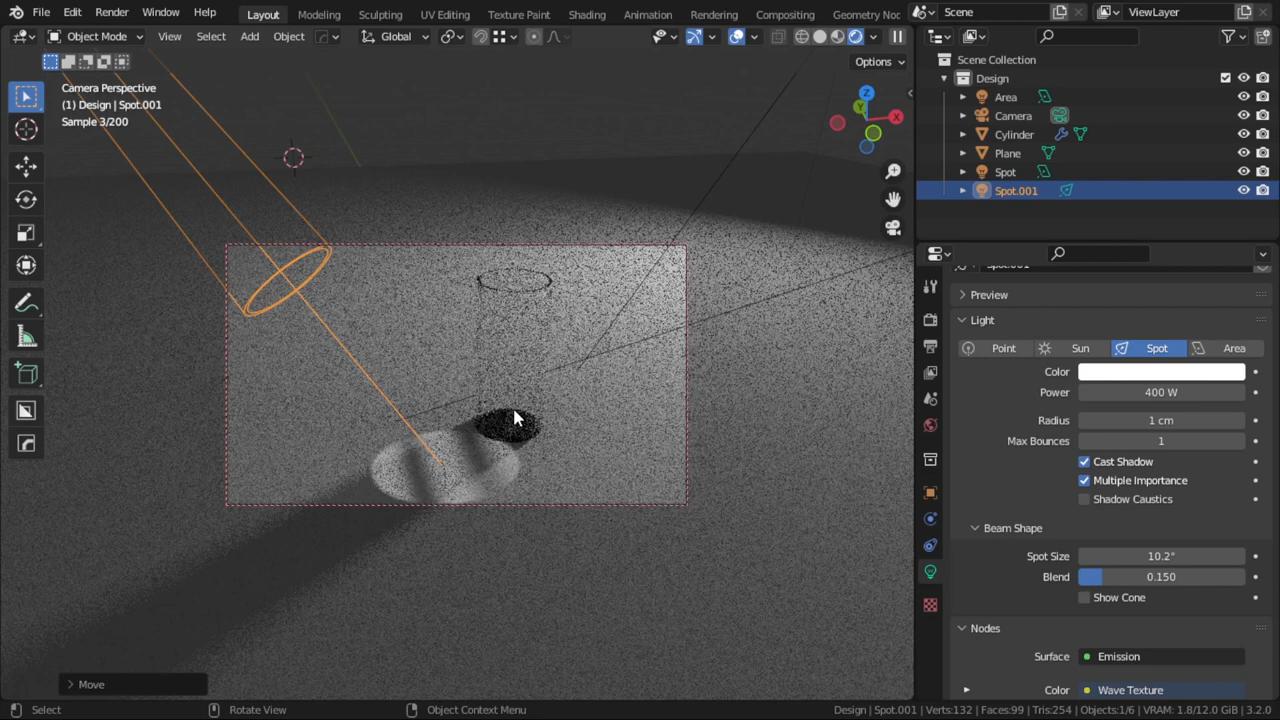 File Edit Render Window Help Layout Modeling Sculpting UV Editing Texture Paint Shading Animation Rendering Compositing Geometry Noc Scene ViewLayer
Object Mode View Select Add Object Global
Options
Camera Perspective
(1) Design | Spot.001
Sample 3/200
Z
Y
X
Scene Collection
Design
Area
Camera
Cylinder
Plane
Spot
Spot.001
Preview
Light
Point Sun Spot Area
Color
Power 400 W
Radius 1 cm
Max Bounces 1
Cast Shadow
Multiple Importance
Shadow Caustics
Beam Shape
Spot Size 10.2°
Blend 0.150
Show Cone
Nodes
Surface Emission
Color Wave Texture
Move
Select Rotate View Object Context Menu Design | Spot.001 | Verts:132 | Faces:99 | Tris:254 | Objects:1/6 | VRAM: 1.8/12.0 GiB | 3.2.0